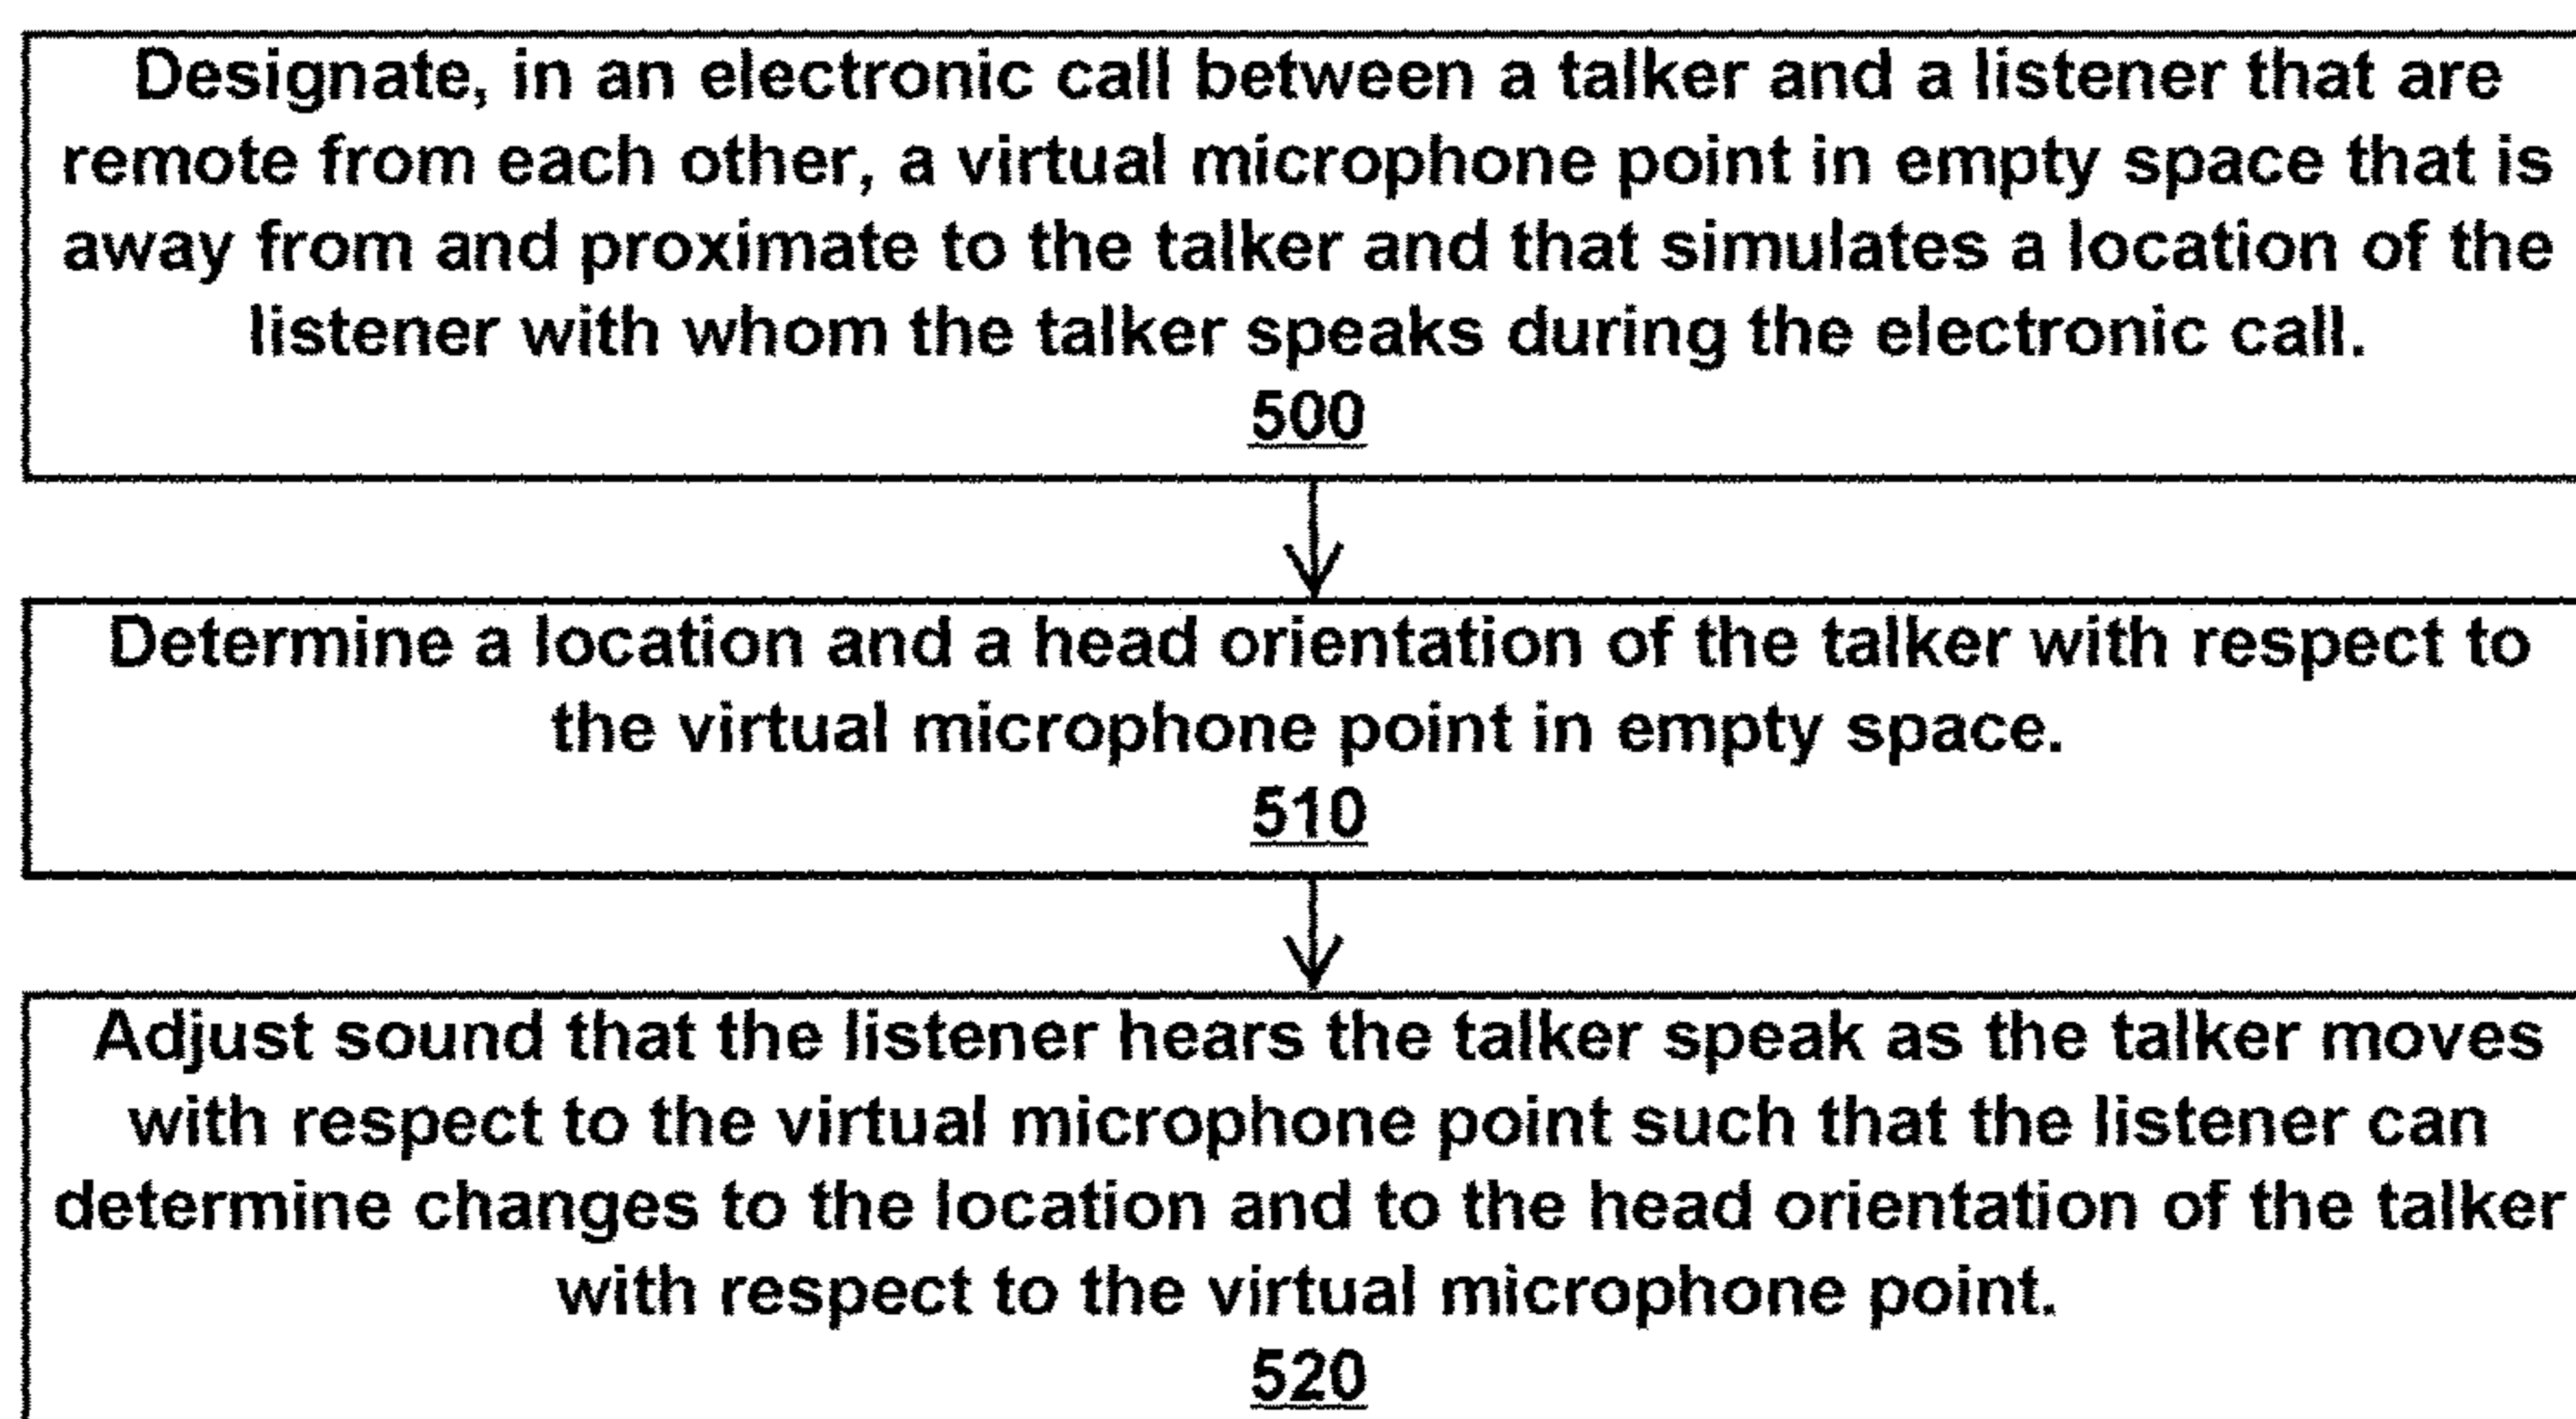 Designate, in an electronic call between a talker and a listener that are
remote from each other, a virtual microphone point in empty space that is
away from and proximate to the talker and that simulates a location of the
listener with whom the talker speaks during the electronic call.
500
Determine a location and a head orientation of the talker with respect to
the virtual microphone point in empty space.
510
Adjust sound that the listener hears the talker speak as the talker moves
with respect to the virtual microphone point such that the listener can
determine changes to the location and to the head orientation of the talker
with respect to the virtual microphone point.
520